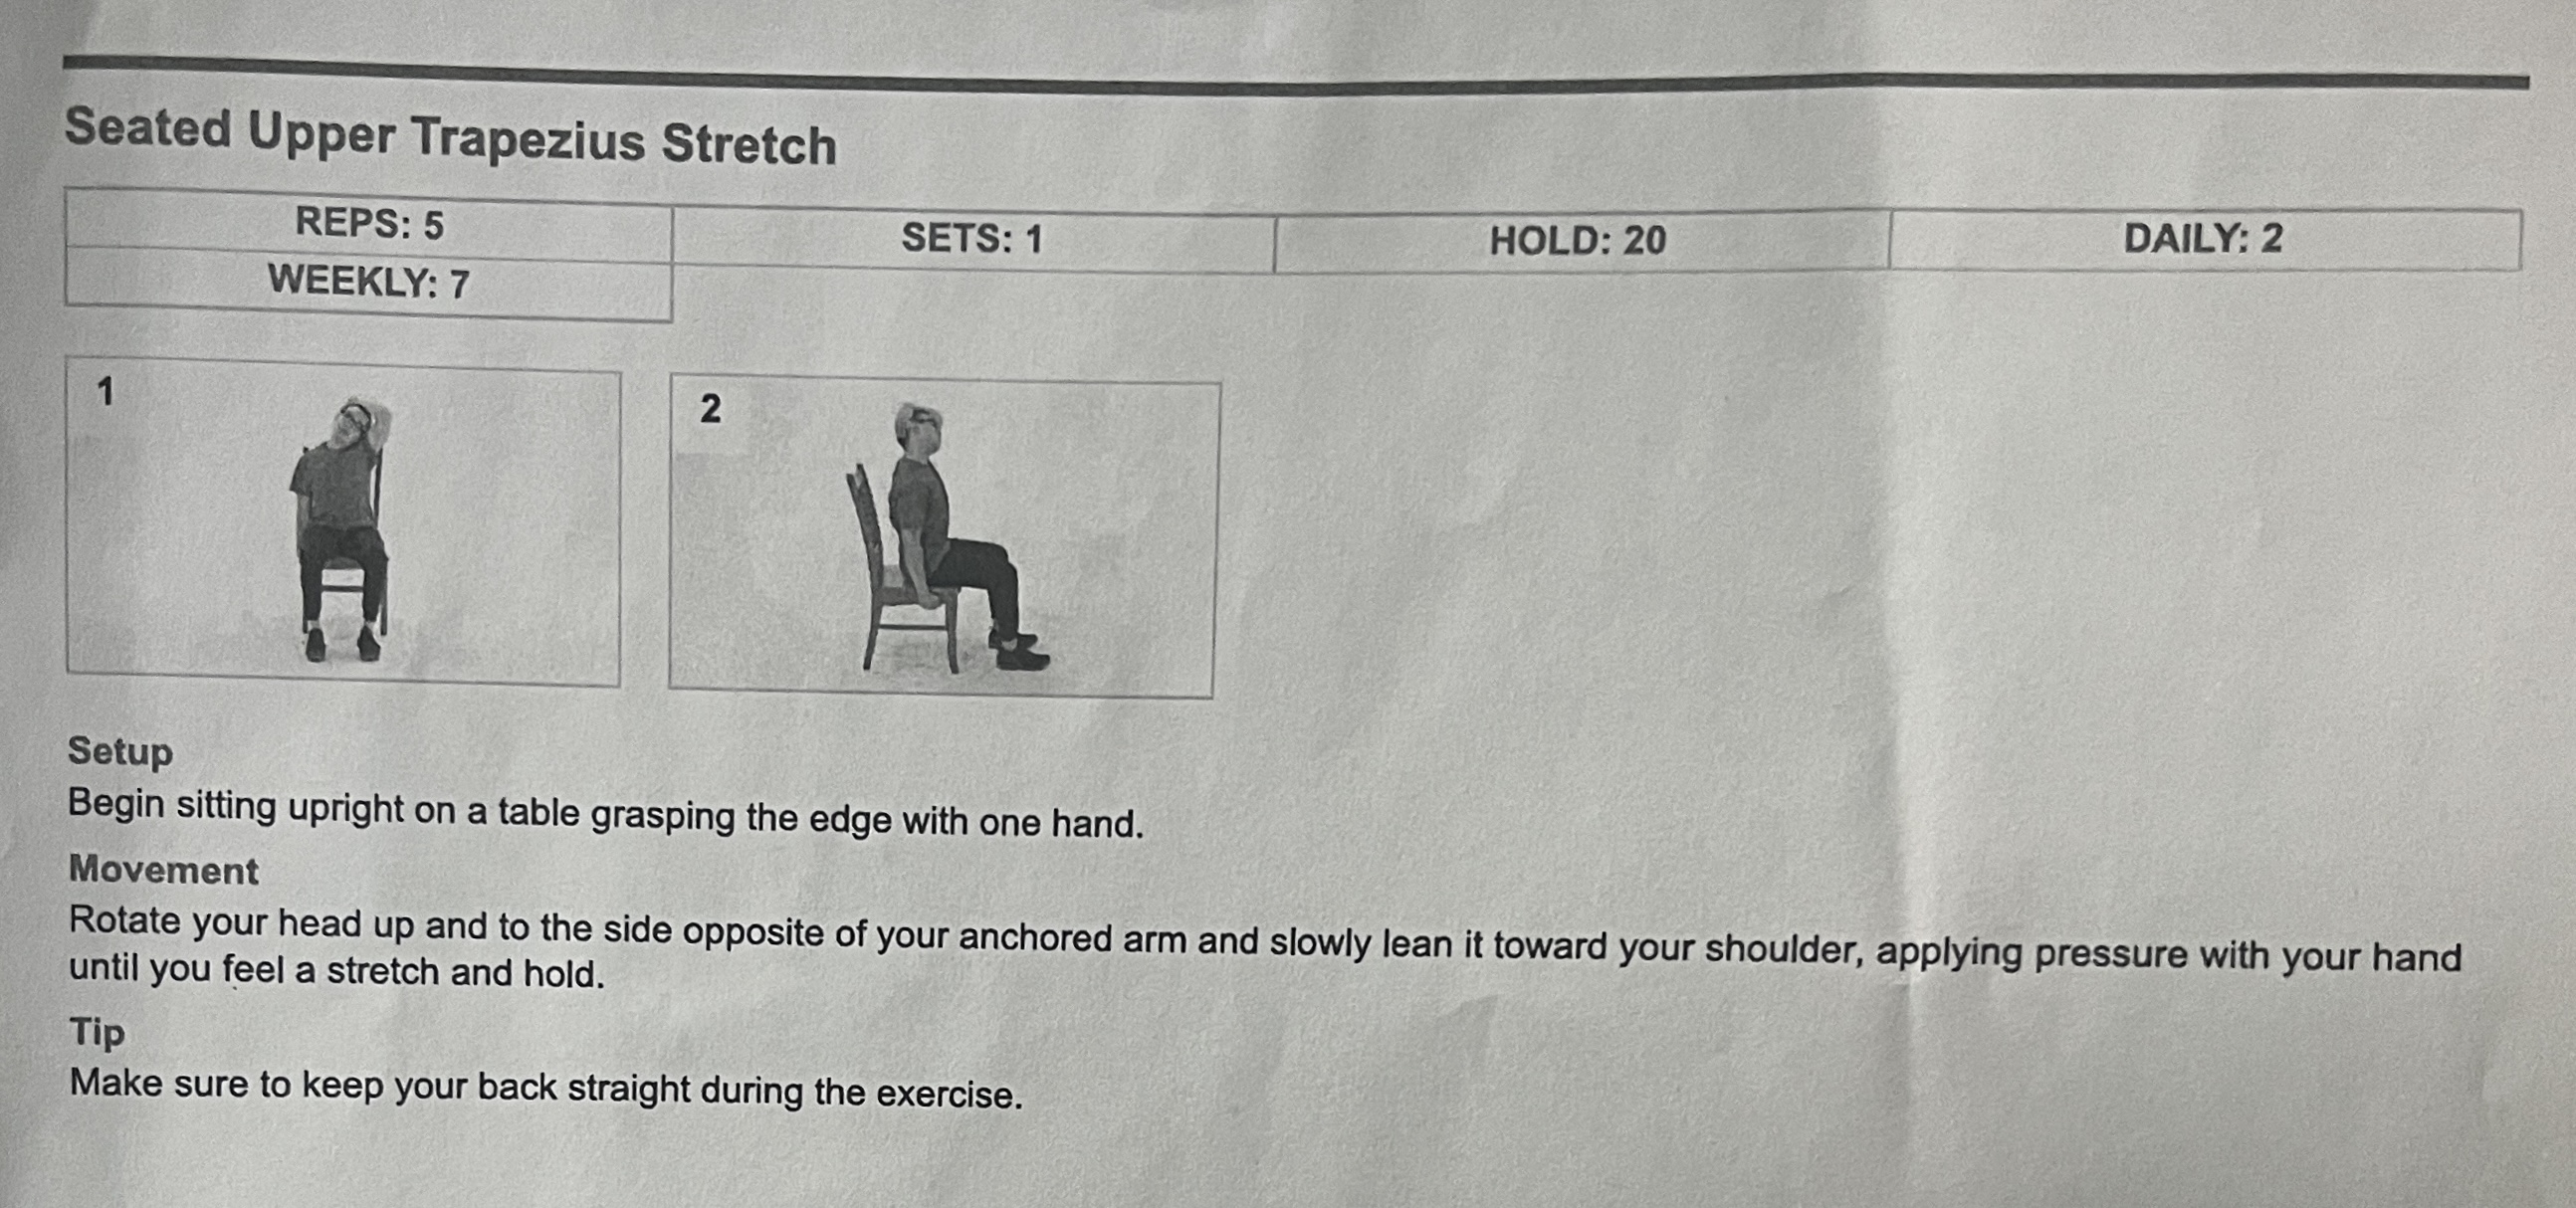 Seated Upper Trapezius Stretch
REPS: 5 SETS: 1 HOLD: 20 DAILY: 2
WEEKLY: 7
1 2
Setup
Begin sitting upright on a table grasping the edge with one hand.
Movement
Rotate your head up and to the side opposite of your anchored arm and slowly lean it toward your shoulder, applying pressure with your hand
until you feel a stretch and hold.
Tip
Make sure to keep your back straight during the exercise.